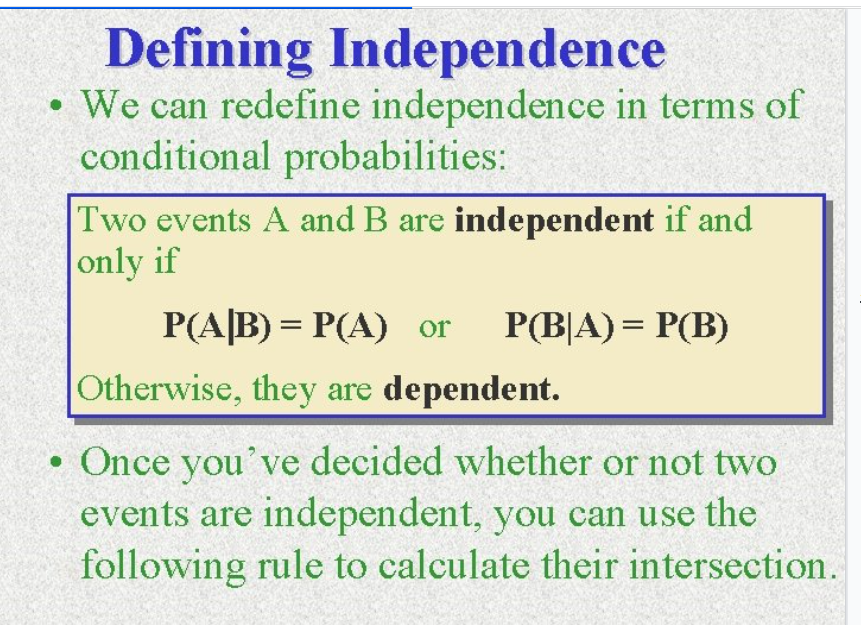 Defining Independence
• We can redefine independence in terms of
conditional probabilities:
Two events A and B are independent if and
only if
P(A|B) = P(A) or P(B|A) = P(B)
Otherwise, they are dependent.
• Once you’ve decided whether or not two
events are independent, you can use the
following rule to calculate their intersection.